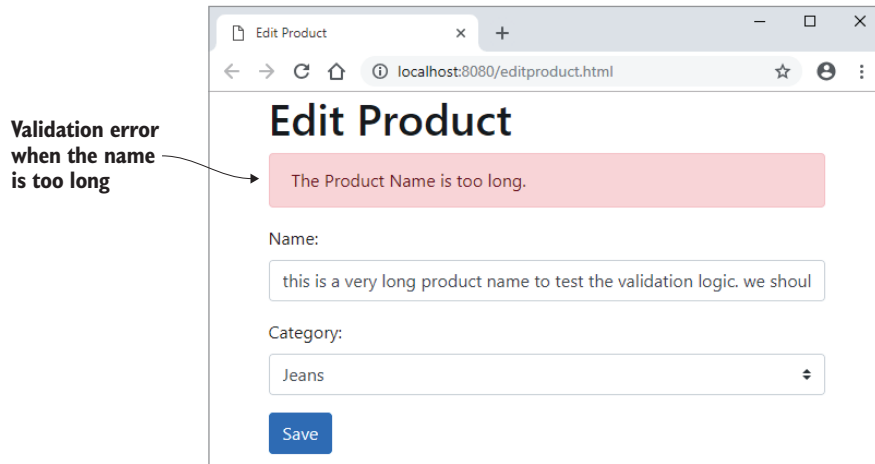 Edit Product
localhost:8080/editproduct.html
Validation error
when the name
is too long
Edit Product
The Product Name is too long.
Name:
this is a very long product name to test the validation logic. we shoul
Category:
Jeans
Save